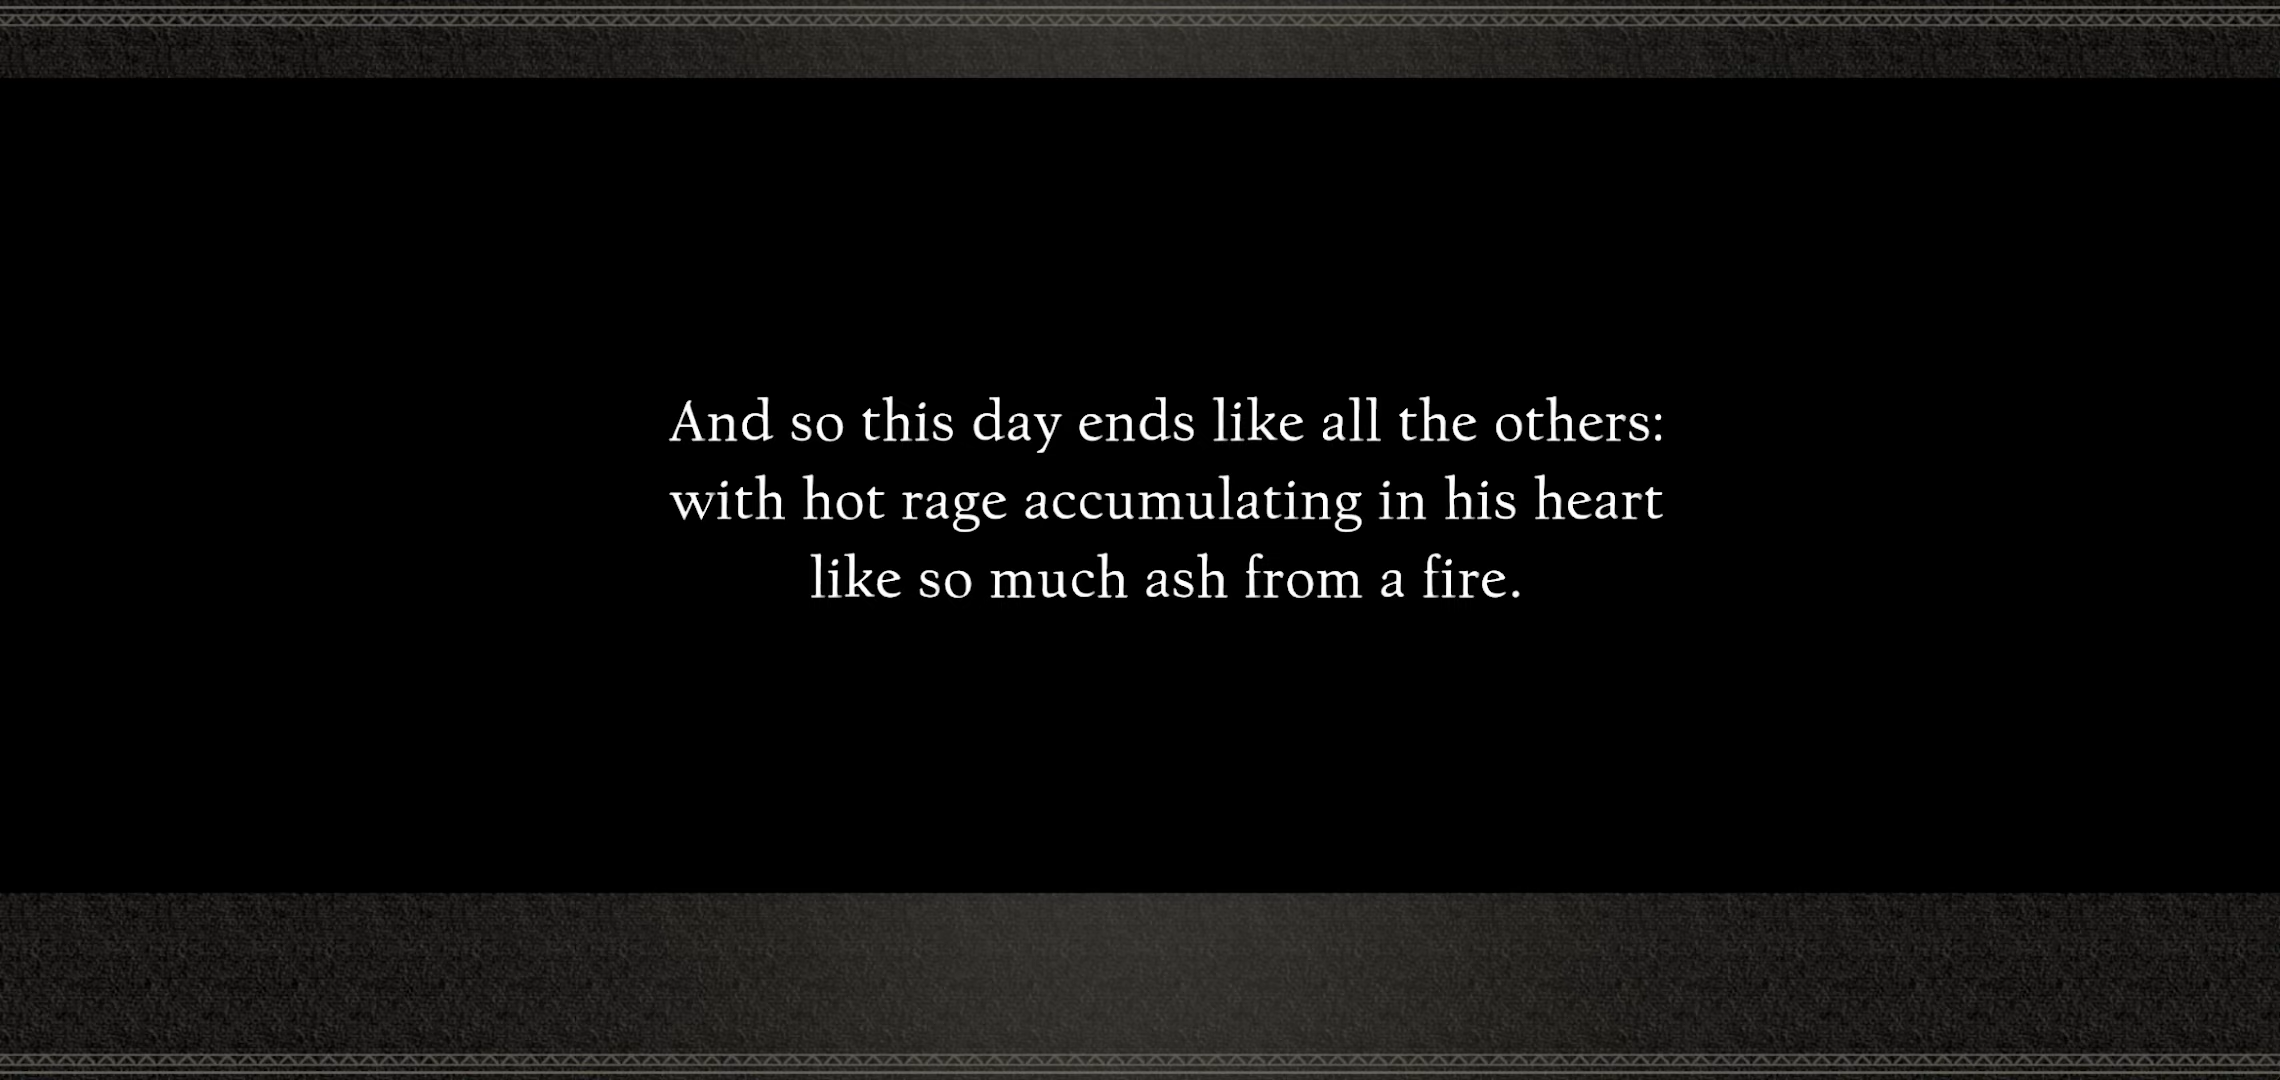 And so this day ends like all the others:
with hot rage accumulating in his heart
like so much ash from a fire.